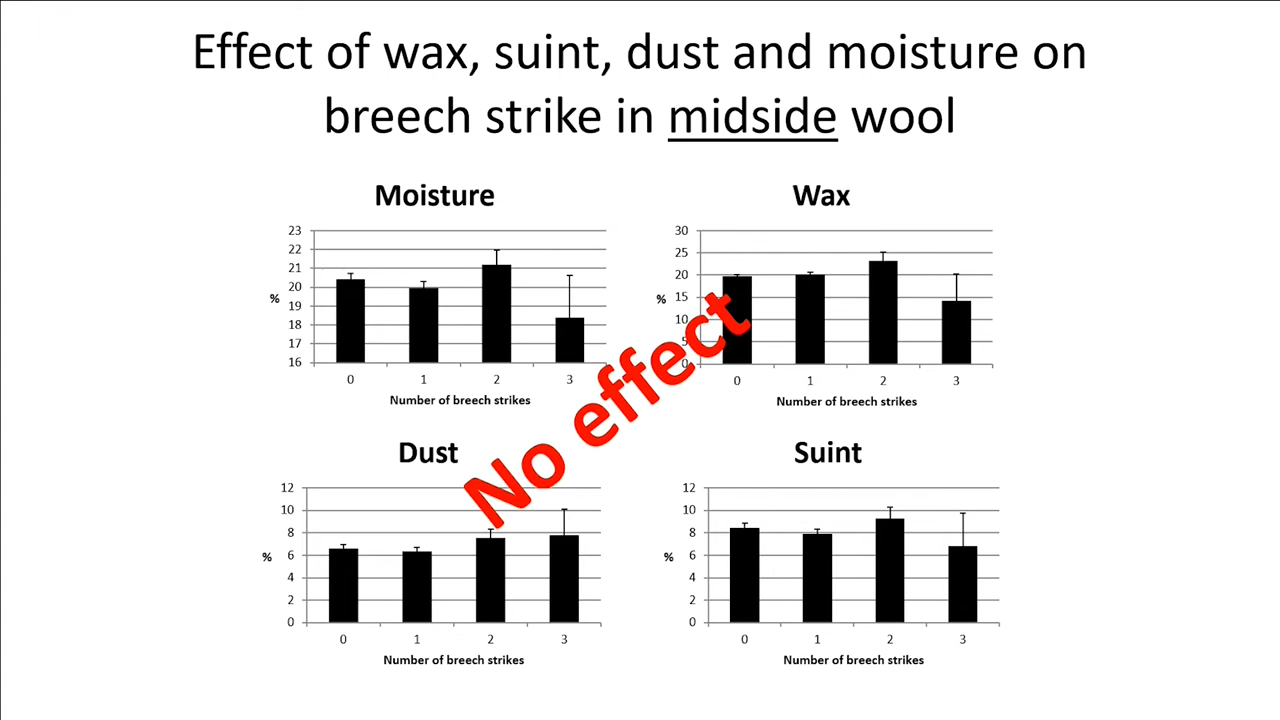 Effect of wax, suint, dust and moisture on
breech strike in midside wool
Moisture
23
22
21
20
19
18
17
16
%
0 1 2 3
Number of breech strikes
Wax
30
25
20
15
10
5
0
%
0 1 2 3
Number of breech strikes
No effect
Dust
12
10
8
6
4
2
0
%
0 1 2 3
Number of breech strikes
Suint
12
10
8
6
4
2
0
%
0 1 2 3
Number of breech strikes